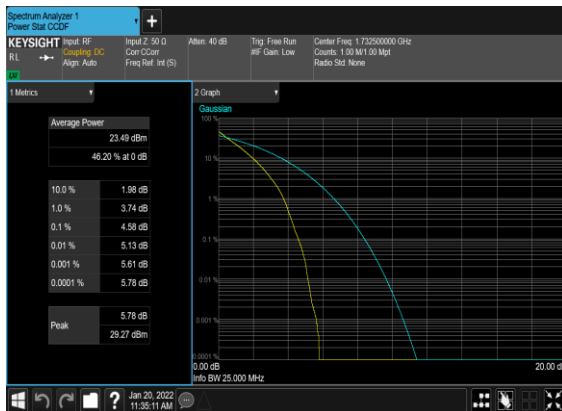 Spectrum Analyzer 1
Power Stat CCDF
KEYSIGHT
RL
Input: RF
Coupling: DC
Align: Auto
Input Z: 50 Ω
Corr CCorr
Freq Ref: Int (S)
Atten: 40 dB
Trig: Free Run
#IF Gain: Low
Center Freq: 1.732500000 GHz
Counts: 1.00 M/1.00 Mpt
Radio Std: None
1 Metrics
Average Power
23.49 dBm
46.20 % at 0 dB
10.0 % 1.98 dB
1.0 % 3.74 dB
0.1 % 4.58 dB
0.01 % 5.13 dB
0.001 % 5.61 dB
0.0001 % 5.78 dB
Peak
5.78 dB
29.27 dBm
2 Graph
Gaussian
100 %
10 %
1 %
0.1 %
0.01 %
0.001 %
0.0001 %
0.00 dB
20.00 d
Info BW 25.000 MHz
?
Jan 20, 2022
11:35:11 AM